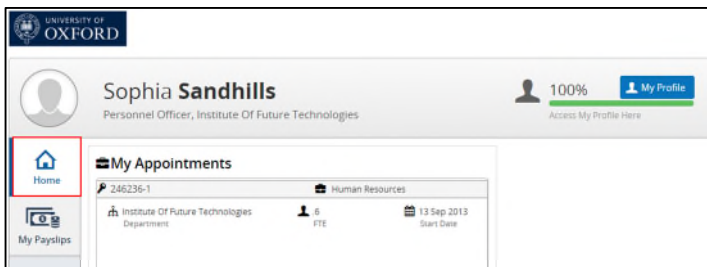 UNIVERSITY OF
OXFORD
Sophia Sandhills
Personnel Officer, Institute Of Future Technologies
100%
My Profile
Access My Profile Here
Home
My Payslips
My Appointments
246236-1
Human Resources
Institute Of Future Technologies
Department
.6
FTE
13 Sep 2013
Start Date